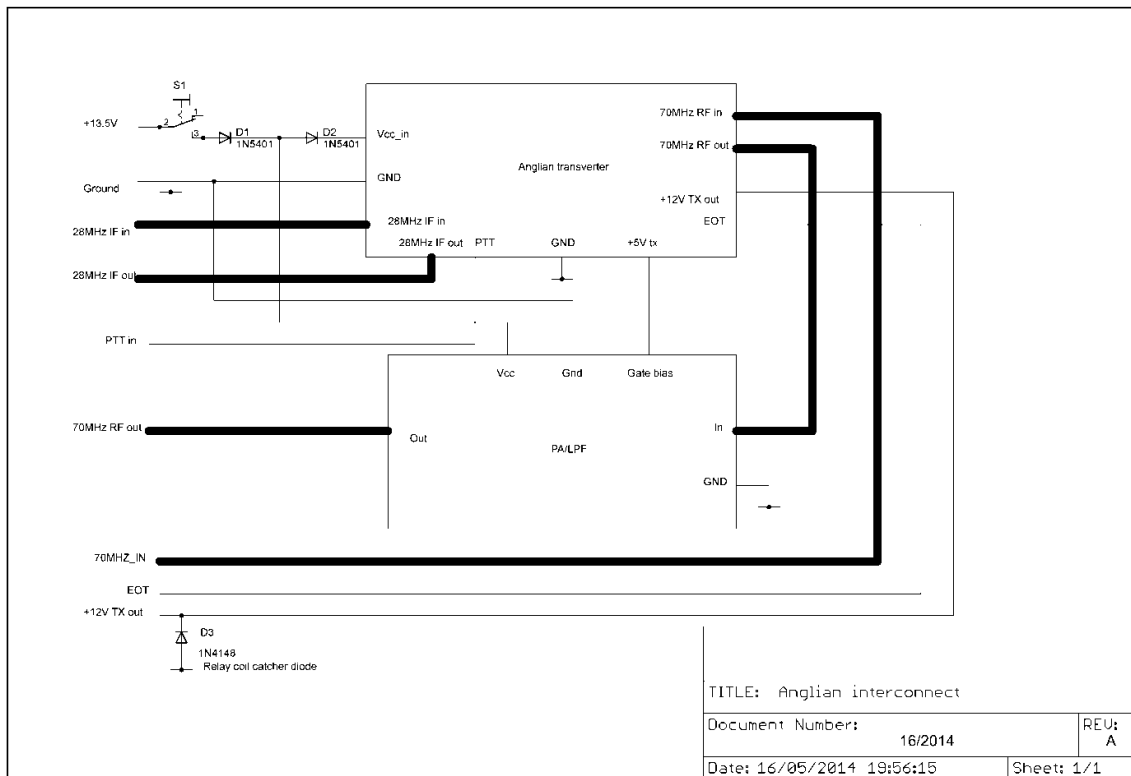 S1
1
+13.5V
2
3
D1
1N5401
D2
1N5401
Vcc_in
70MHz RF in
70MHz RF out
Anglian transverter
GND
Ground
+12V TX out
28MHz IF in
28MHz IF in
EOT
28MHz IF out
PTT
GND
+5V tx
28MHz IF out
PTT in
Vcc
Gnd
Gate bias
70MHz RF out
Out
In
PA/LPF
GND
70MHZ_IN
EOT
+12V TX out
D3
1N4148
Relay coil catcher diode
TITLE: Anglian interconnect
Document Number:
16/2014
REV:
A
Date: 16/05/2014 19:56:15
Sheet: 1/1